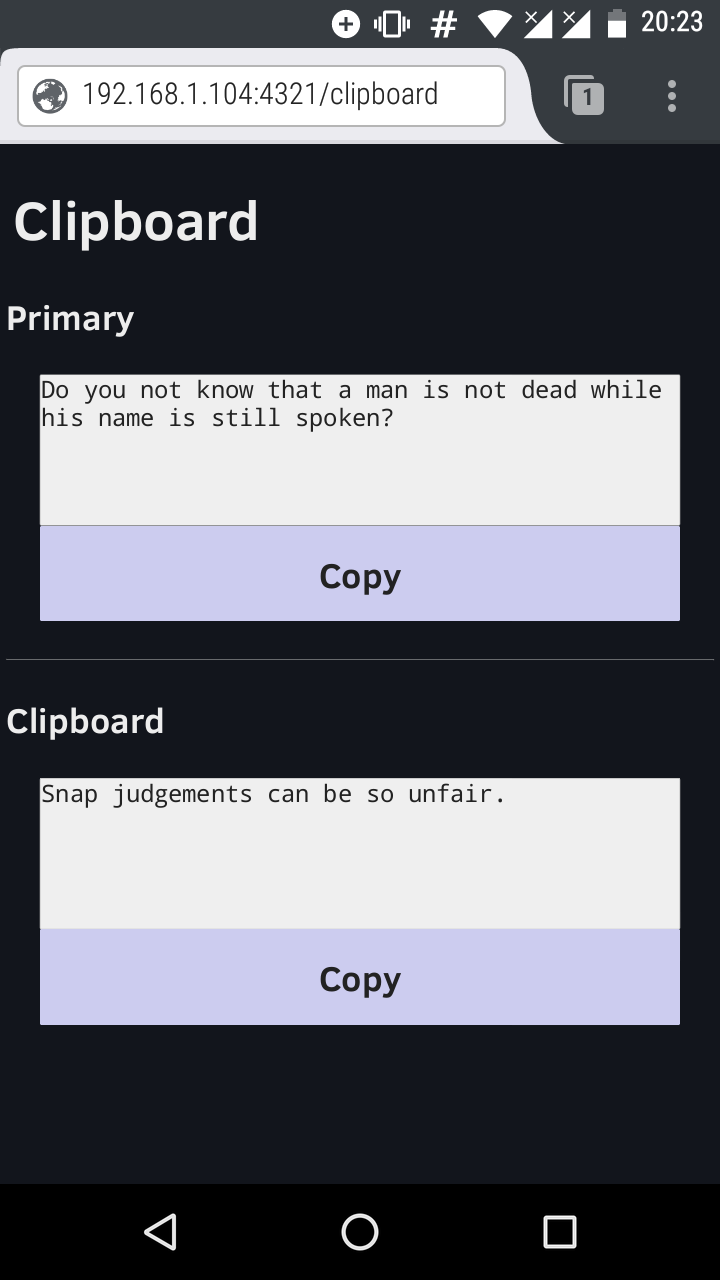 20:23
192.168.1.104:4321/clipboard
1
Clipboard
Primary
Do you not know that a man is not dead while
his name is still spoken?
Copy
Clipboard
Snap judgements can be so unfair.
Copy